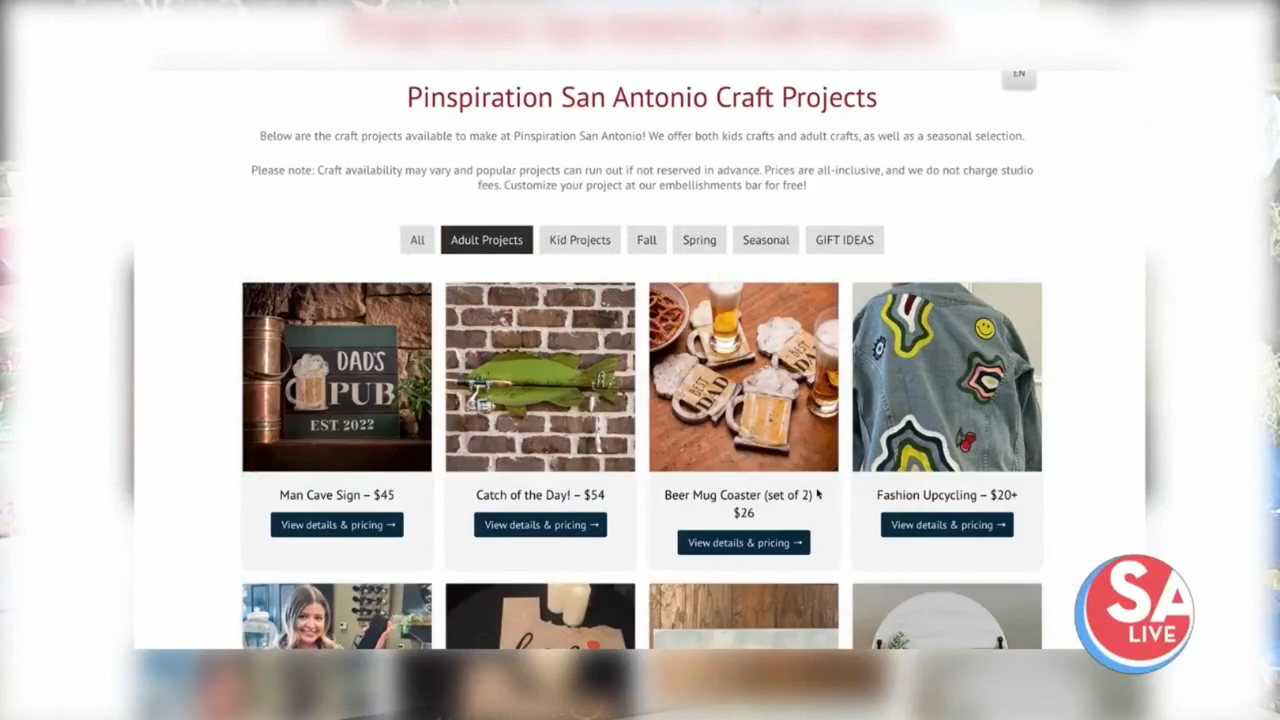 EN
Pinspiration San Antonio Craft Projects
Below are the craft projects available to make at Pinspiration San Antonio! We offer both kids crafts and adult crafts, as well as a seasonal selection.
Please note: Craft availability may vary and popular projects can run out if not reserved in advance. Prices are all-inclusive, and we do not charge studio
fees. Customize your project at our embellishments bar for free!
All
Adult Projects
Kid Projects
Fall
Spring
Seasonal
GIFT IDEAS
DAD'S
PUB
EST. 2022
BEST
DAD
BEST
DAD
Man Cave Sign – $45
View details & pricing →
Catch of the Day! – $54
View details & pricing →
Beer Mug Coaster (set of 2)
$26
View details & pricing →
Fashion Upcycling – $20+
View details & pricing →
SA
LIVE